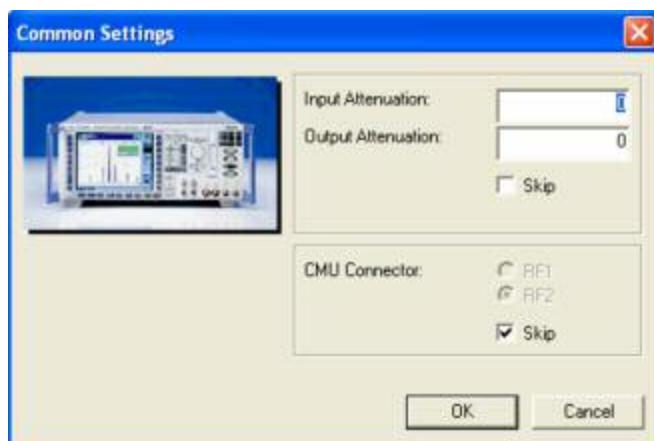 Common Settings
Input Attenuation: 0
Output Attenuation: 0
Skip
CMU Connector: RF1
RF2
Skip
OK Cancel